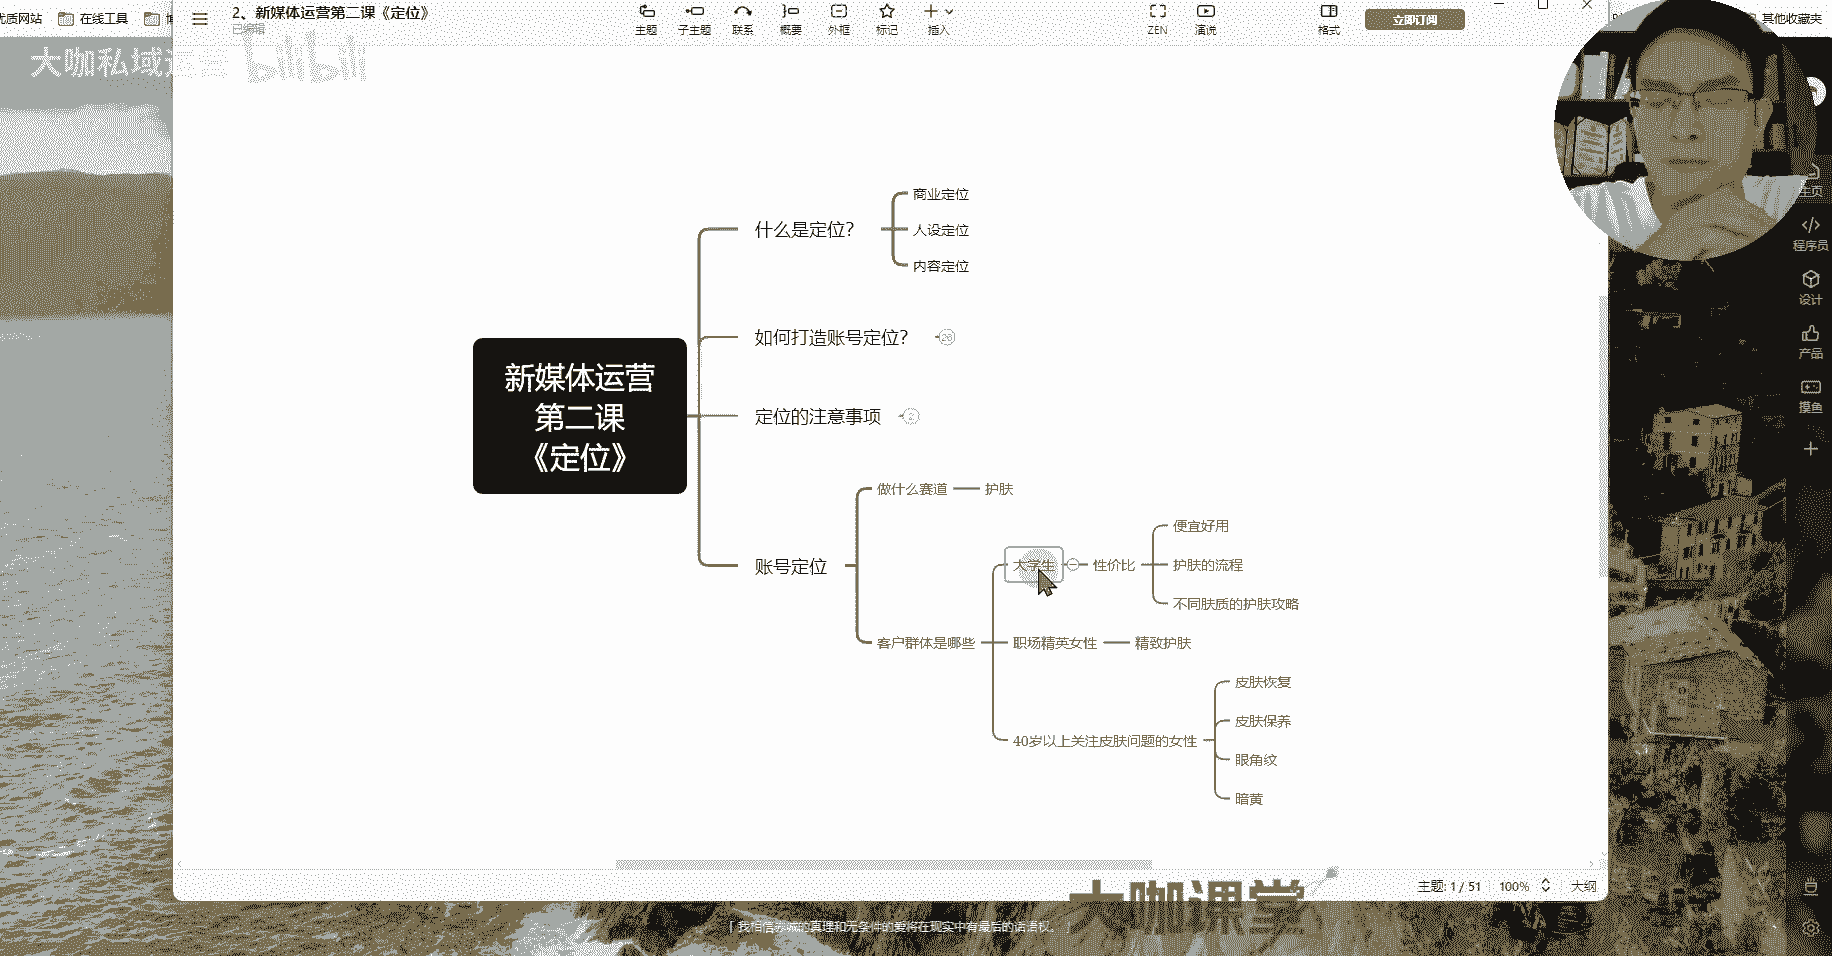 优质网站
在线工具
2、新媒体运营第二课《定位》
已编辑
主题
子主题
联系
概要
外框
标记
插入
ZEN
演说
格式
立即订阅
其他收藏夹
大咖私域运营
bilibili
主页
程序员
设计
产品
摸鱼
新媒体运营
第二课
《定位》
什么是定位？
商业定位
人设定位
内容定位
如何打造账号定位？
26
定位的注意事项
2
账号定位
做什么赛道
护肤
客户群体是哪些
大学生
性价比
便宜好用
护肤的流程
不同肤质的护肤攻略
职场精英女性
精致护肤
40岁以上关注皮肤问题的女性
皮肤恢复
皮肤保养
眼角纹
暗黄
主题: 1 / 51
100%
大纲
大咖课堂
「 我相信赤诚的真理和无条件的爱将在现实中有最后的话语权。 」